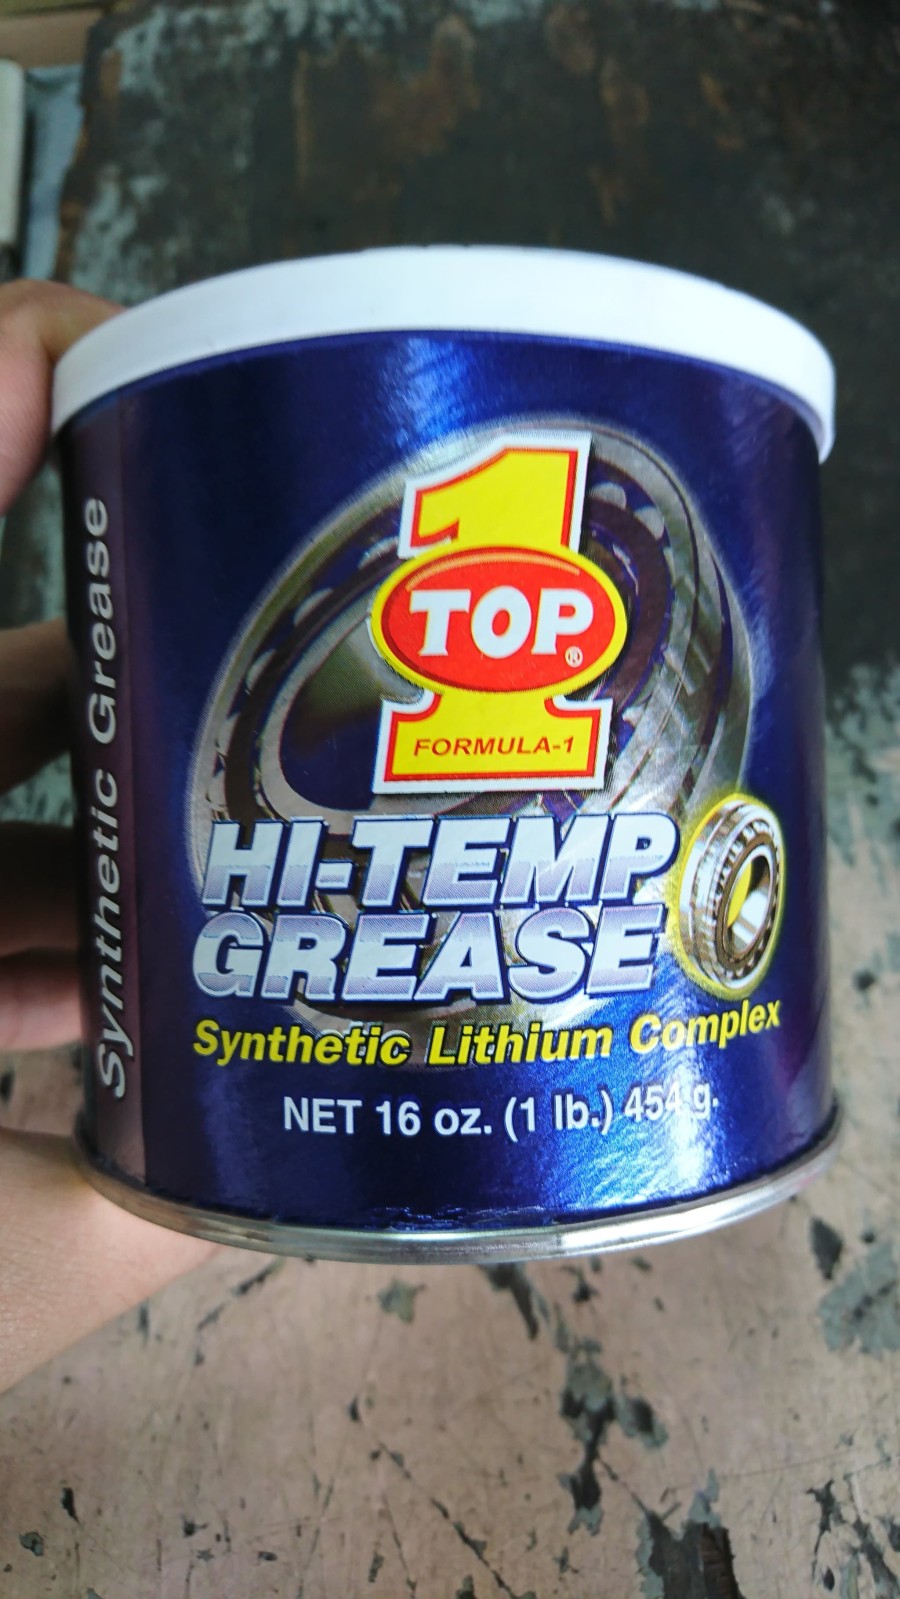 1
TOP®
FORMULA-1
HI-TEMP
GREASE
Synthetic Lithium Complex
NET 16 oz. (1 lb.) 454 g.
Synthetic Grease